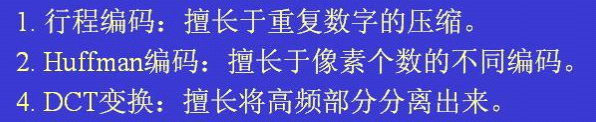 1. 行程编码：擅长于重复数字的压缩。
2. Huffman编码：擅长于像素个数的不同编码。
4. DCT变换：擅长将高频部分分离出来。